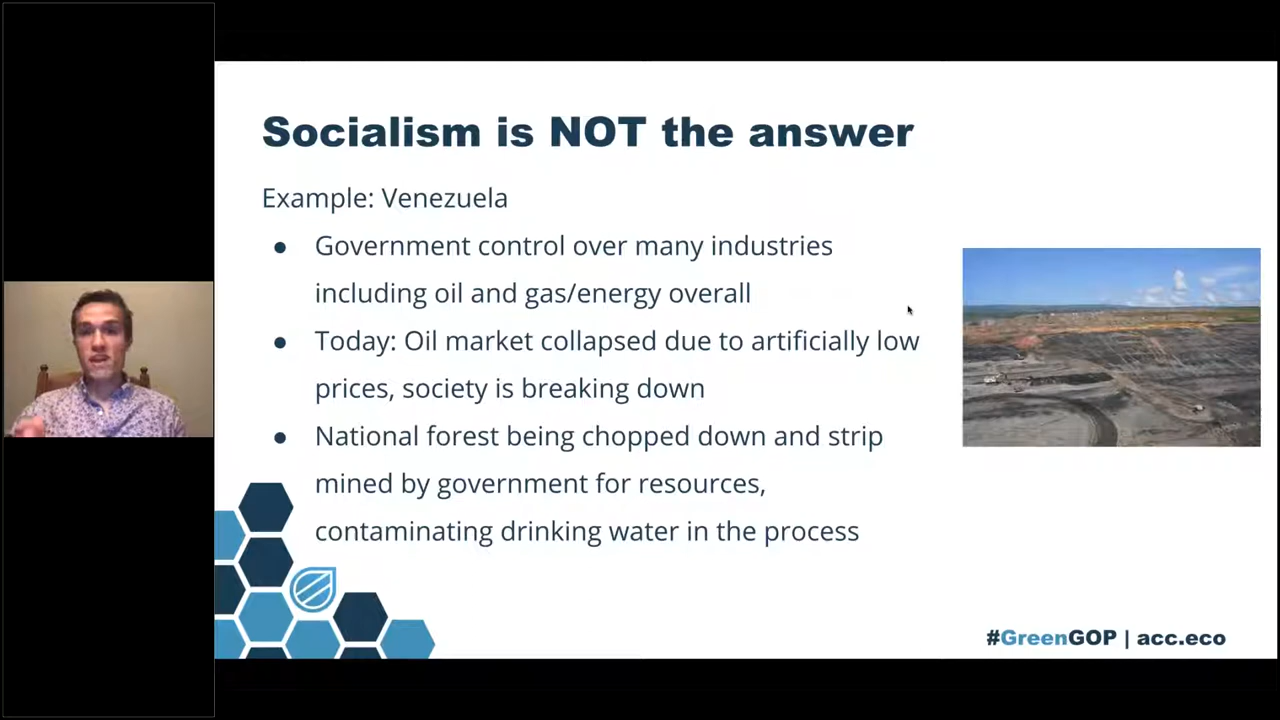 Socialism is NOT the answer
Example: Venezuela
● Government control over many industries
including oil and gas/energy overall
● Today: Oil market collapsed due to artificially low
prices, society is breaking down
● National forest being chopped down and strip
mined by government for resources,
contaminating drinking water in the process
#GreenGOP | acc.eco